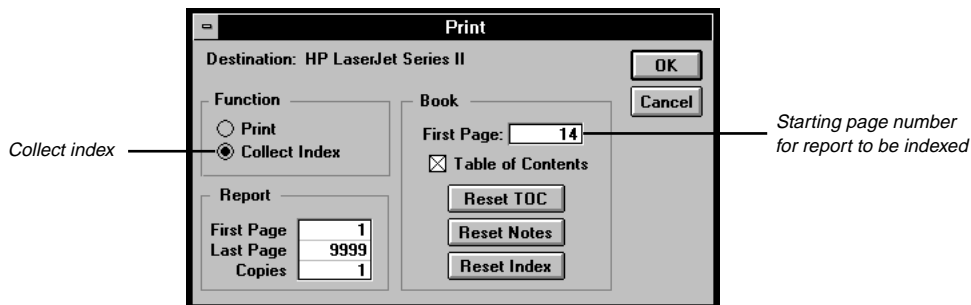 Print
Destination: HP LaserJet Series II
OK
Cancel
Function
Print
Collect Index
Report
First Page 1
Last Page 9999
Copies 1
Book
First Page: 14
Table of Contents
Reset TOC
Reset Notes
Reset Index
Collect index
Starting page number
for report to be indexed